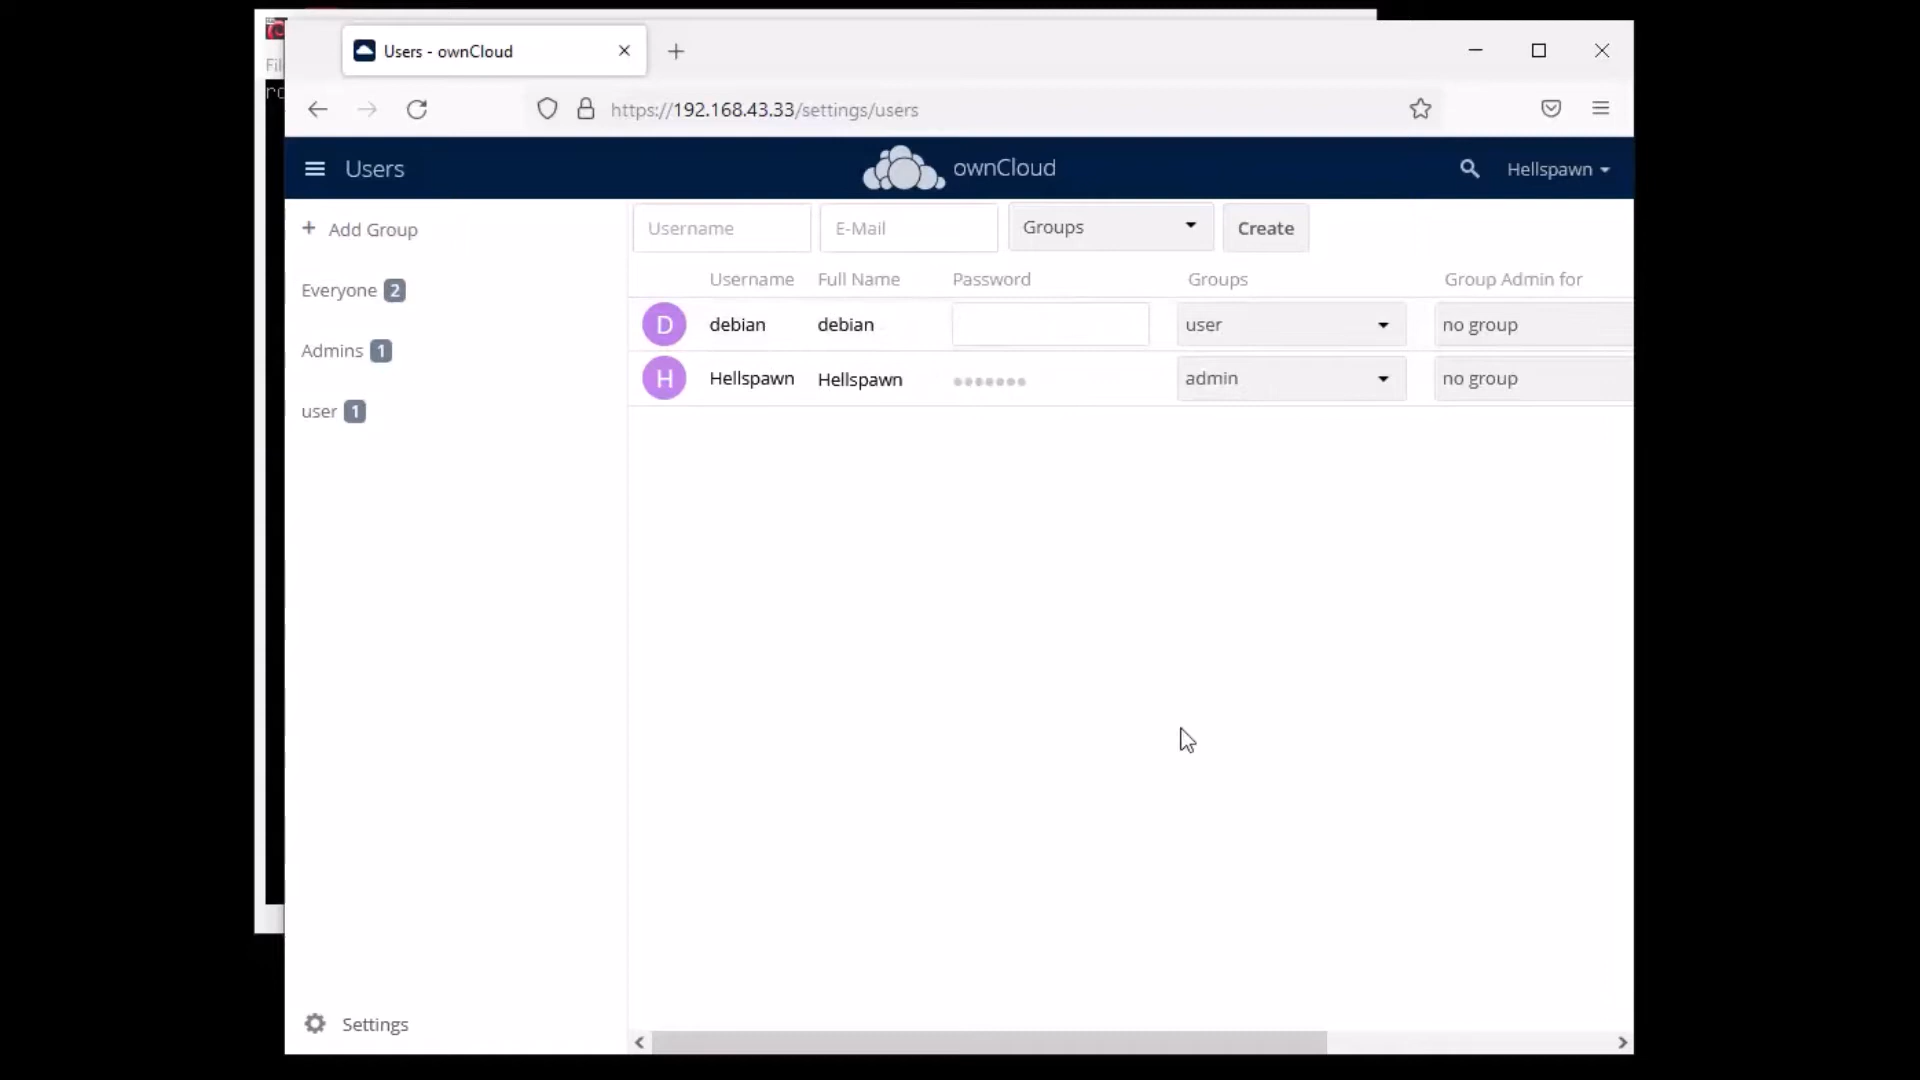 Users - ownCloud
Fil
https://192.168.43.33/settings/users
Users
ownCloud
Hellspawn
+ Add Group
Everyone 2
Admins 1
user 1
Settings
Username E-Mail Groups Create
Username Full Name Password Groups Group Admin for
D debian debian user no group
H Hellspawn Hellspawn admin no group